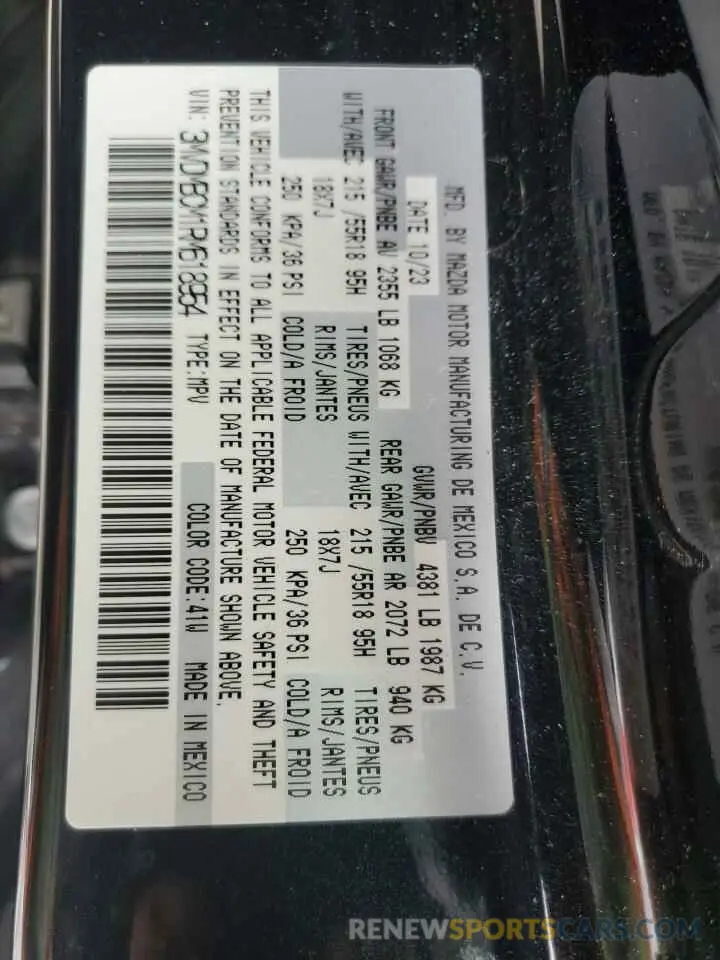 MFD. BY MAZDA MOTOR MANUFACTURING DE MEXICO S.A. DE C.V.
DATE 10/23 GVWR/PNBV 4381 LB 1987 KG
FRONT GAWR/PNBE AV 2355 LB 1068 KG REAR GAWR/PNBE AR 2072 LB 940 KG
WITH/AVEC 215 /55R18 95H TIRES/PNEUS WITH/AVEC 215 /55R18 95H TIRES/PNEUS
18X7J RIMS/JANTES 18X7J RIMS/JANTES
250 KPA/36 PSI COLD/A FROID 250 KPA/36 PSI COLD/A FROID
THIS VEHICLE CONFORMS TO ALL APPLICABLE FEDERAL MOTOR VEHICLE SAFETY AND THEFT
PREVENTION STANDARDS IN EFFECT ON THE DATE OF MANUFACTURE SHOWN ABOVE.
VIN: 3MVDMBCM1RM618954 TYPE:MPV COLOR CODE:41W MADE IN MEXICO
RENEWSPORTSCARS.COM